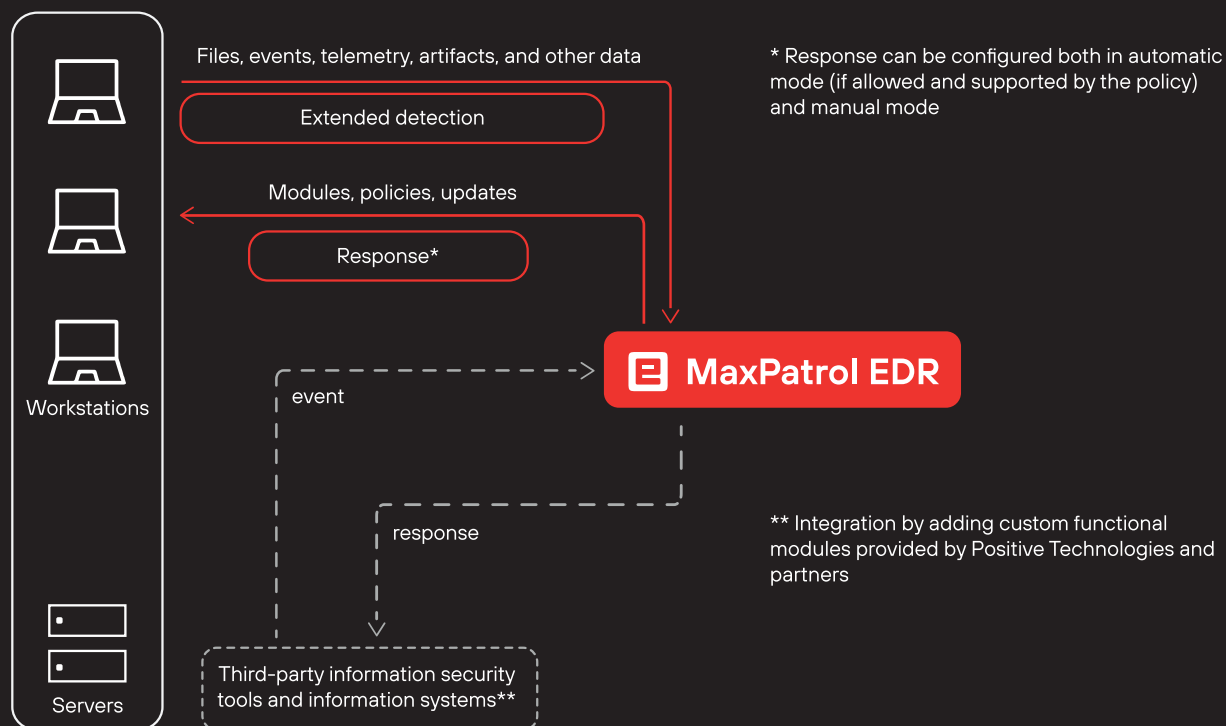 Files, events, telemetry, artifacts, and other data
Extended detection
Modules, policies, updates
Response*
* Response can be configured both in automatic
mode (if allowed and supported by the policy)
and manual mode
Workstations
event
MaxPatrol EDR
response
** Integration by adding custom functional
modules provided by Positive Technologies and
partners
Third-party information security
tools and information systems**
Servers